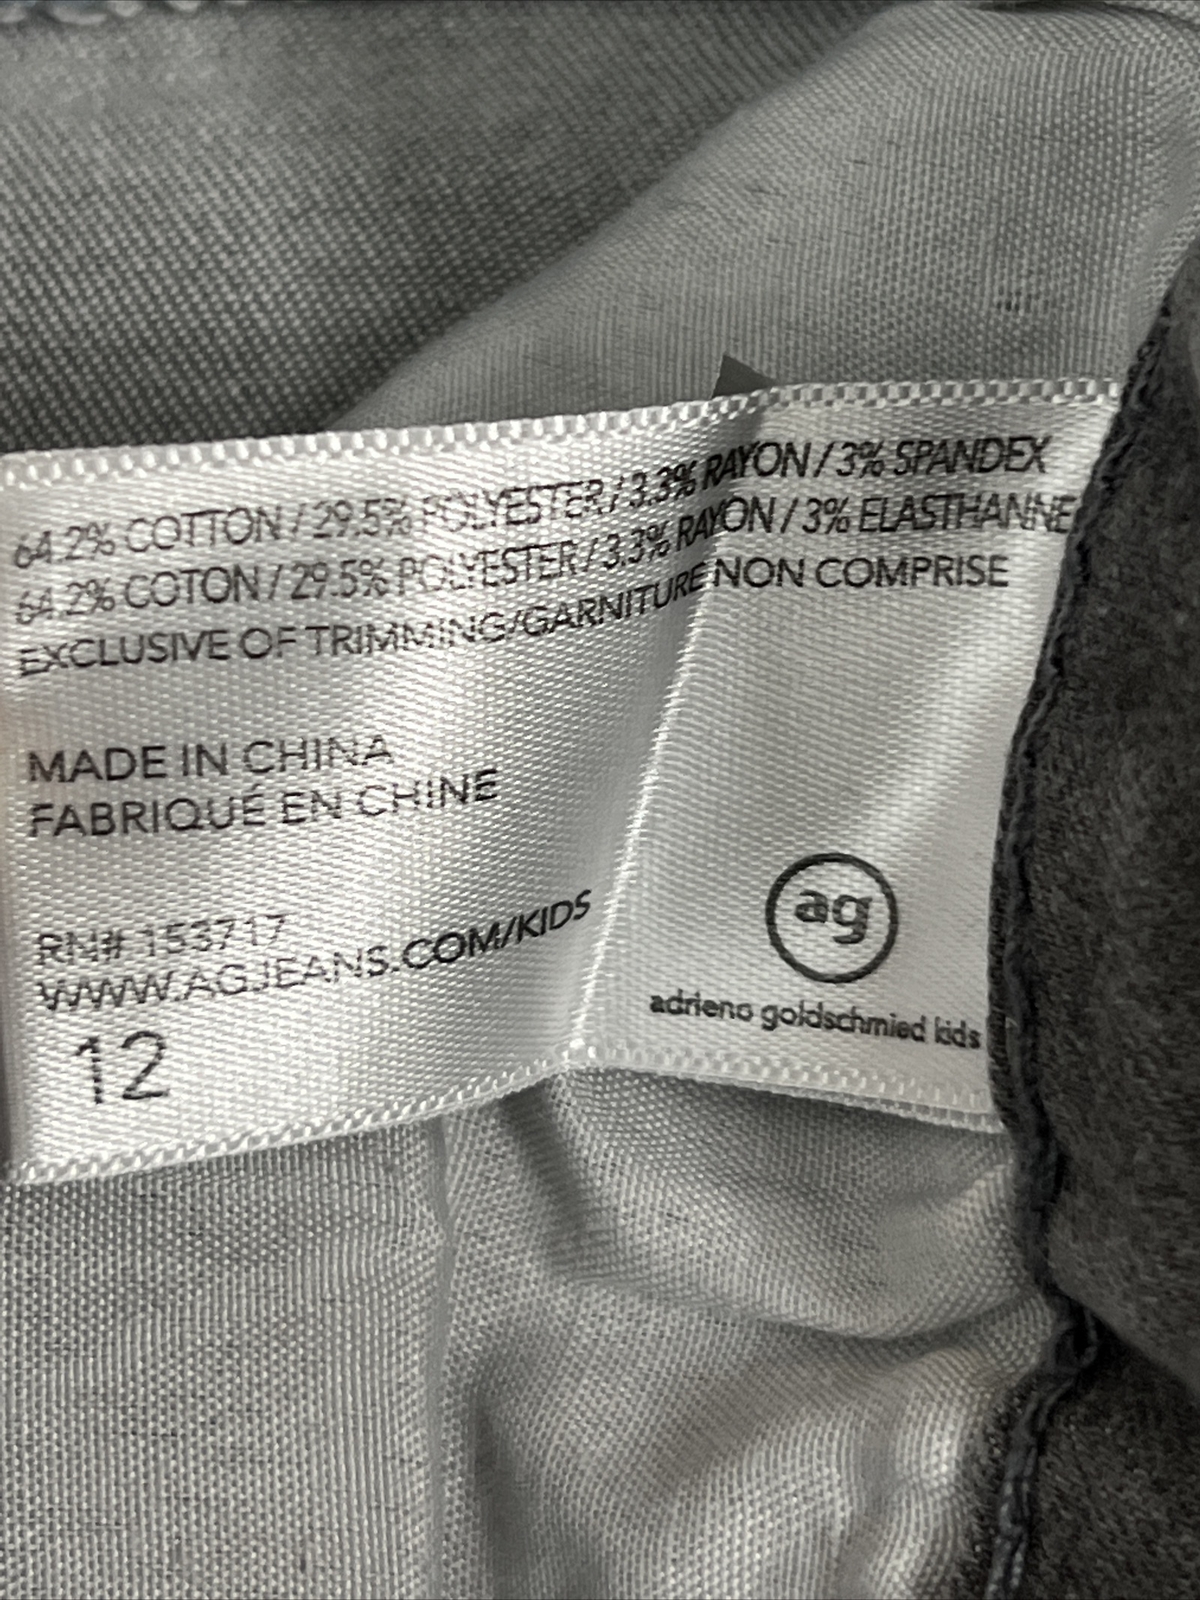 64.2% COTTON / 29.5% POLYESTER / 3.3% RAYON / 3% SPANDEX
64.2% COTON / 29.5% POLYESTER / 3.3% RAYON / 3% ELASTHANNE
EXCLUSIVE OF TRIMMING/GARNITURE NON COMPRISE
MADE IN CHINA
FABRIQUÉ EN CHINE
RN# 153717
WWW.AGJEANS.COM/KIDS
12
ag
adrieno goldschmied kids